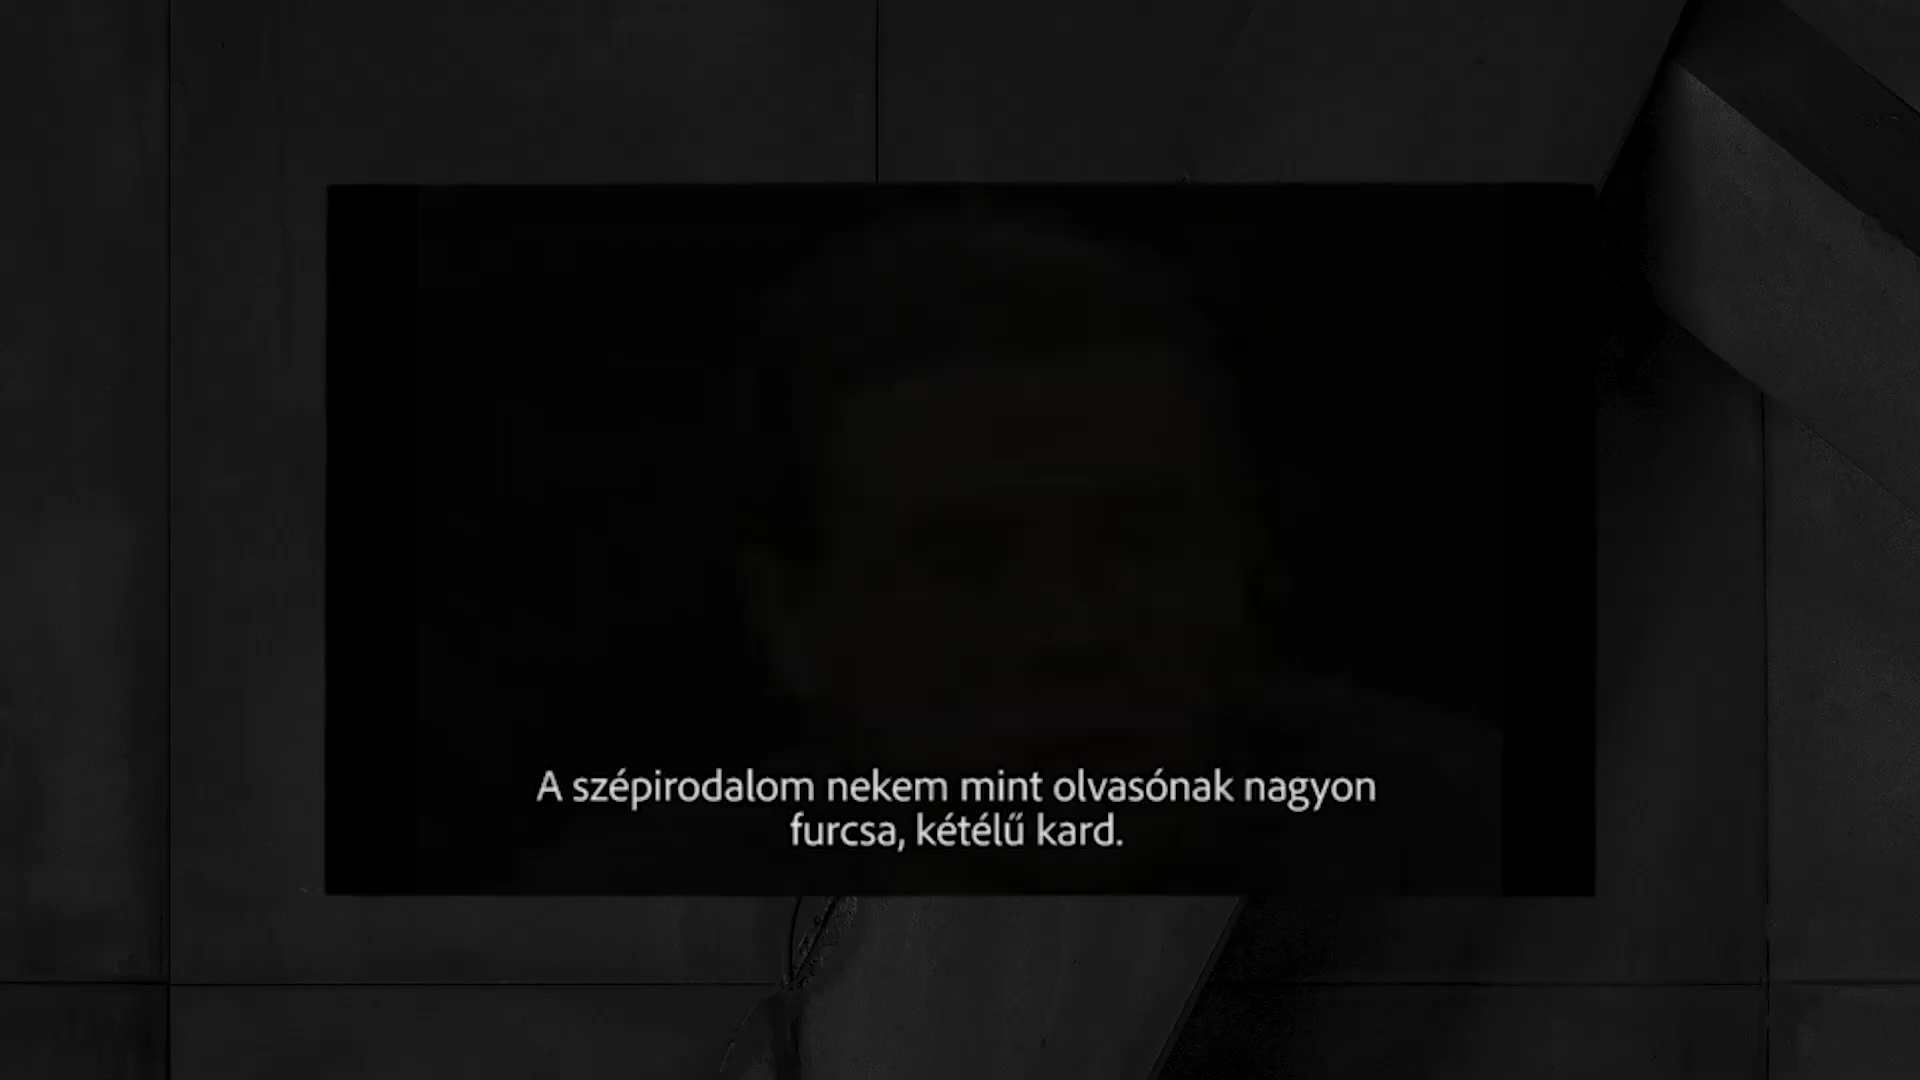 A szépirodalom nekem mint olvasónak nagyon
furcsa, kétélű kard.